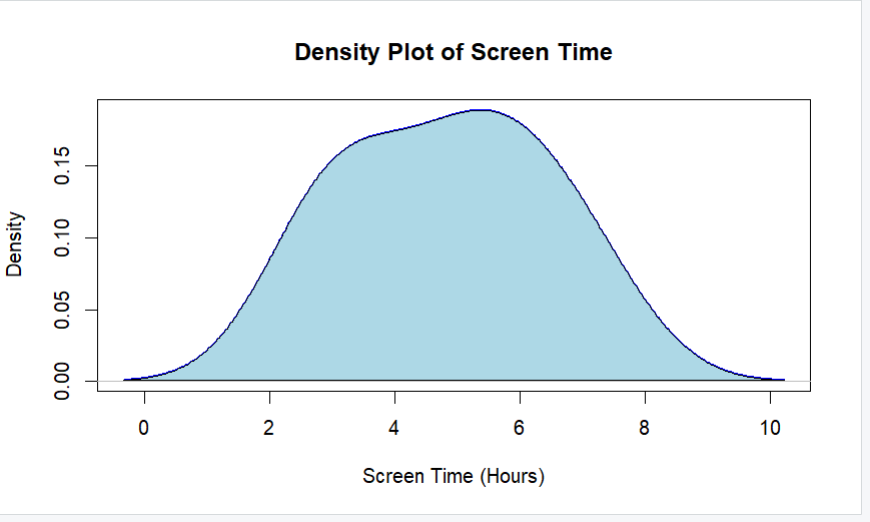 Density Plot of Screen Time
Density
0.15
0.10
0.05
0.00
0 2 4 6 8 10
Screen Time (Hours)